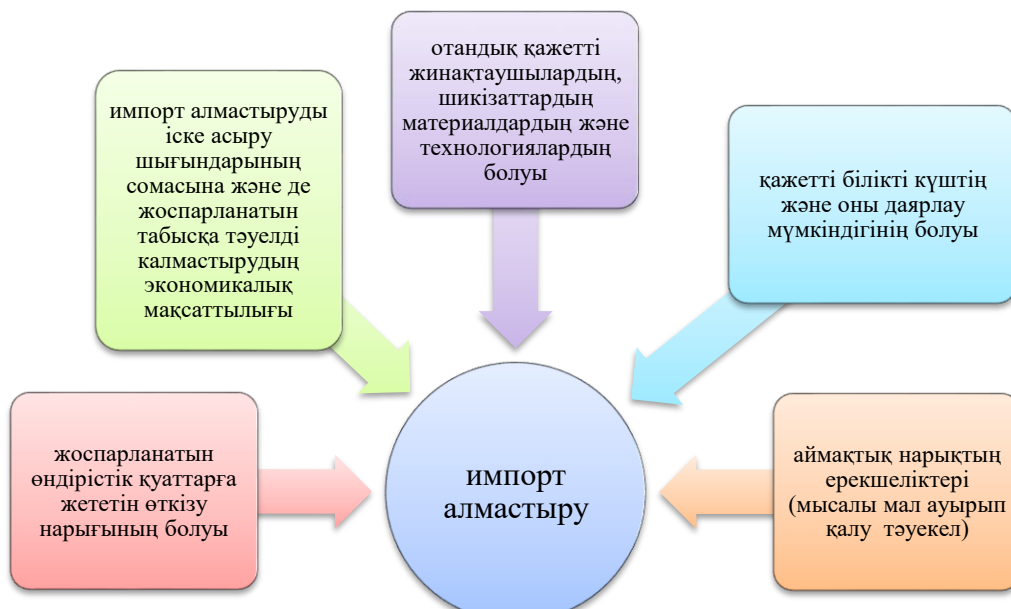 отандық қажетті
жинақтаушылардың,
шикізаттардың
материалдардың және
технологиялардың
болуы
импорт алмастыруды
іске асыру
шығындарының
сомасына және де
жоспарланатын
табысқа тәуелді
калмастырудың
экономикалық
мақсаттылығы
қажетті білікті күштің
және оны даярлау
мүмкіндігінің болуы
жоспарланатын
өндірістік қуаттарға
жететін өткізу
нарығының болуы
импорт
алмастыру
аймақтық нарықтың
ерекшеліктері
(мысалы мал ауырып
қалу тәуекел)